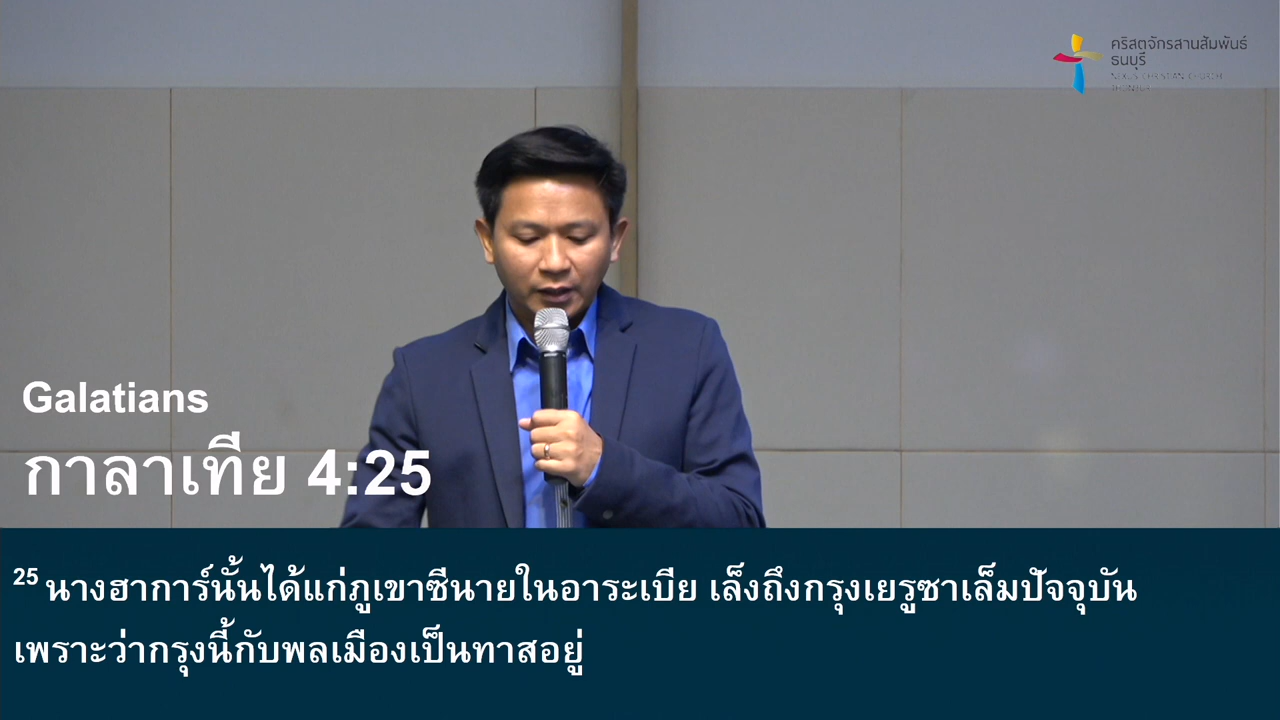 คริสตจักรสานสัมพันธ์
ธนบุรี
NEXUS CHRISTIAN CHURCH
THONBURI
Galatians
กาลาเทีย 4:25
25 นางฮาการ์นั้นได้แก่ภูเขาซีนายในอาระเบีย เล็งถึงกรุงเยรูซาเล็มปัจจุบัน
เพราะว่ากรุงนี้กับพลเมืองเป็นทาสอยู่